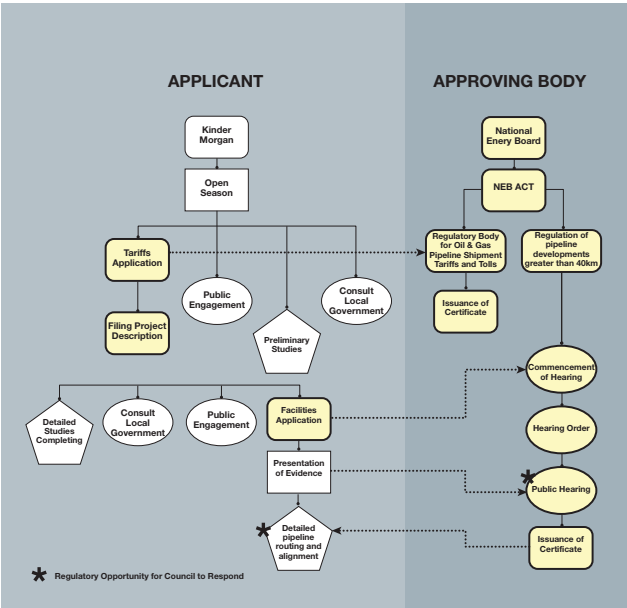 APPLICANT
APPROVING BODY
Kinder
Morgan
National
Enery Board
Open
Season
NEB ACT
Tariffs
Application
Regulatory Body
for Oil & Gas
Pipeline Shipment
Tariffs and Tolls
Regulation of
pipeline
developments
greater than 40km
Public
Engagement
Consult
Local
Government
Issuance of
Certificate
Filing Project
Description
Preliminary
Studies
Commencement
of Hearing
Detailed
Studies
Completing
Consult
Local
Government
Public
Engagement
Facilities
Application
Hearing Order
Presentation
of Evidence
* Public Hearing
* Detailed
pipeline
routing and
alignment
Issuance of
Certificate
* Regulatory Opportunity for Council to Respond